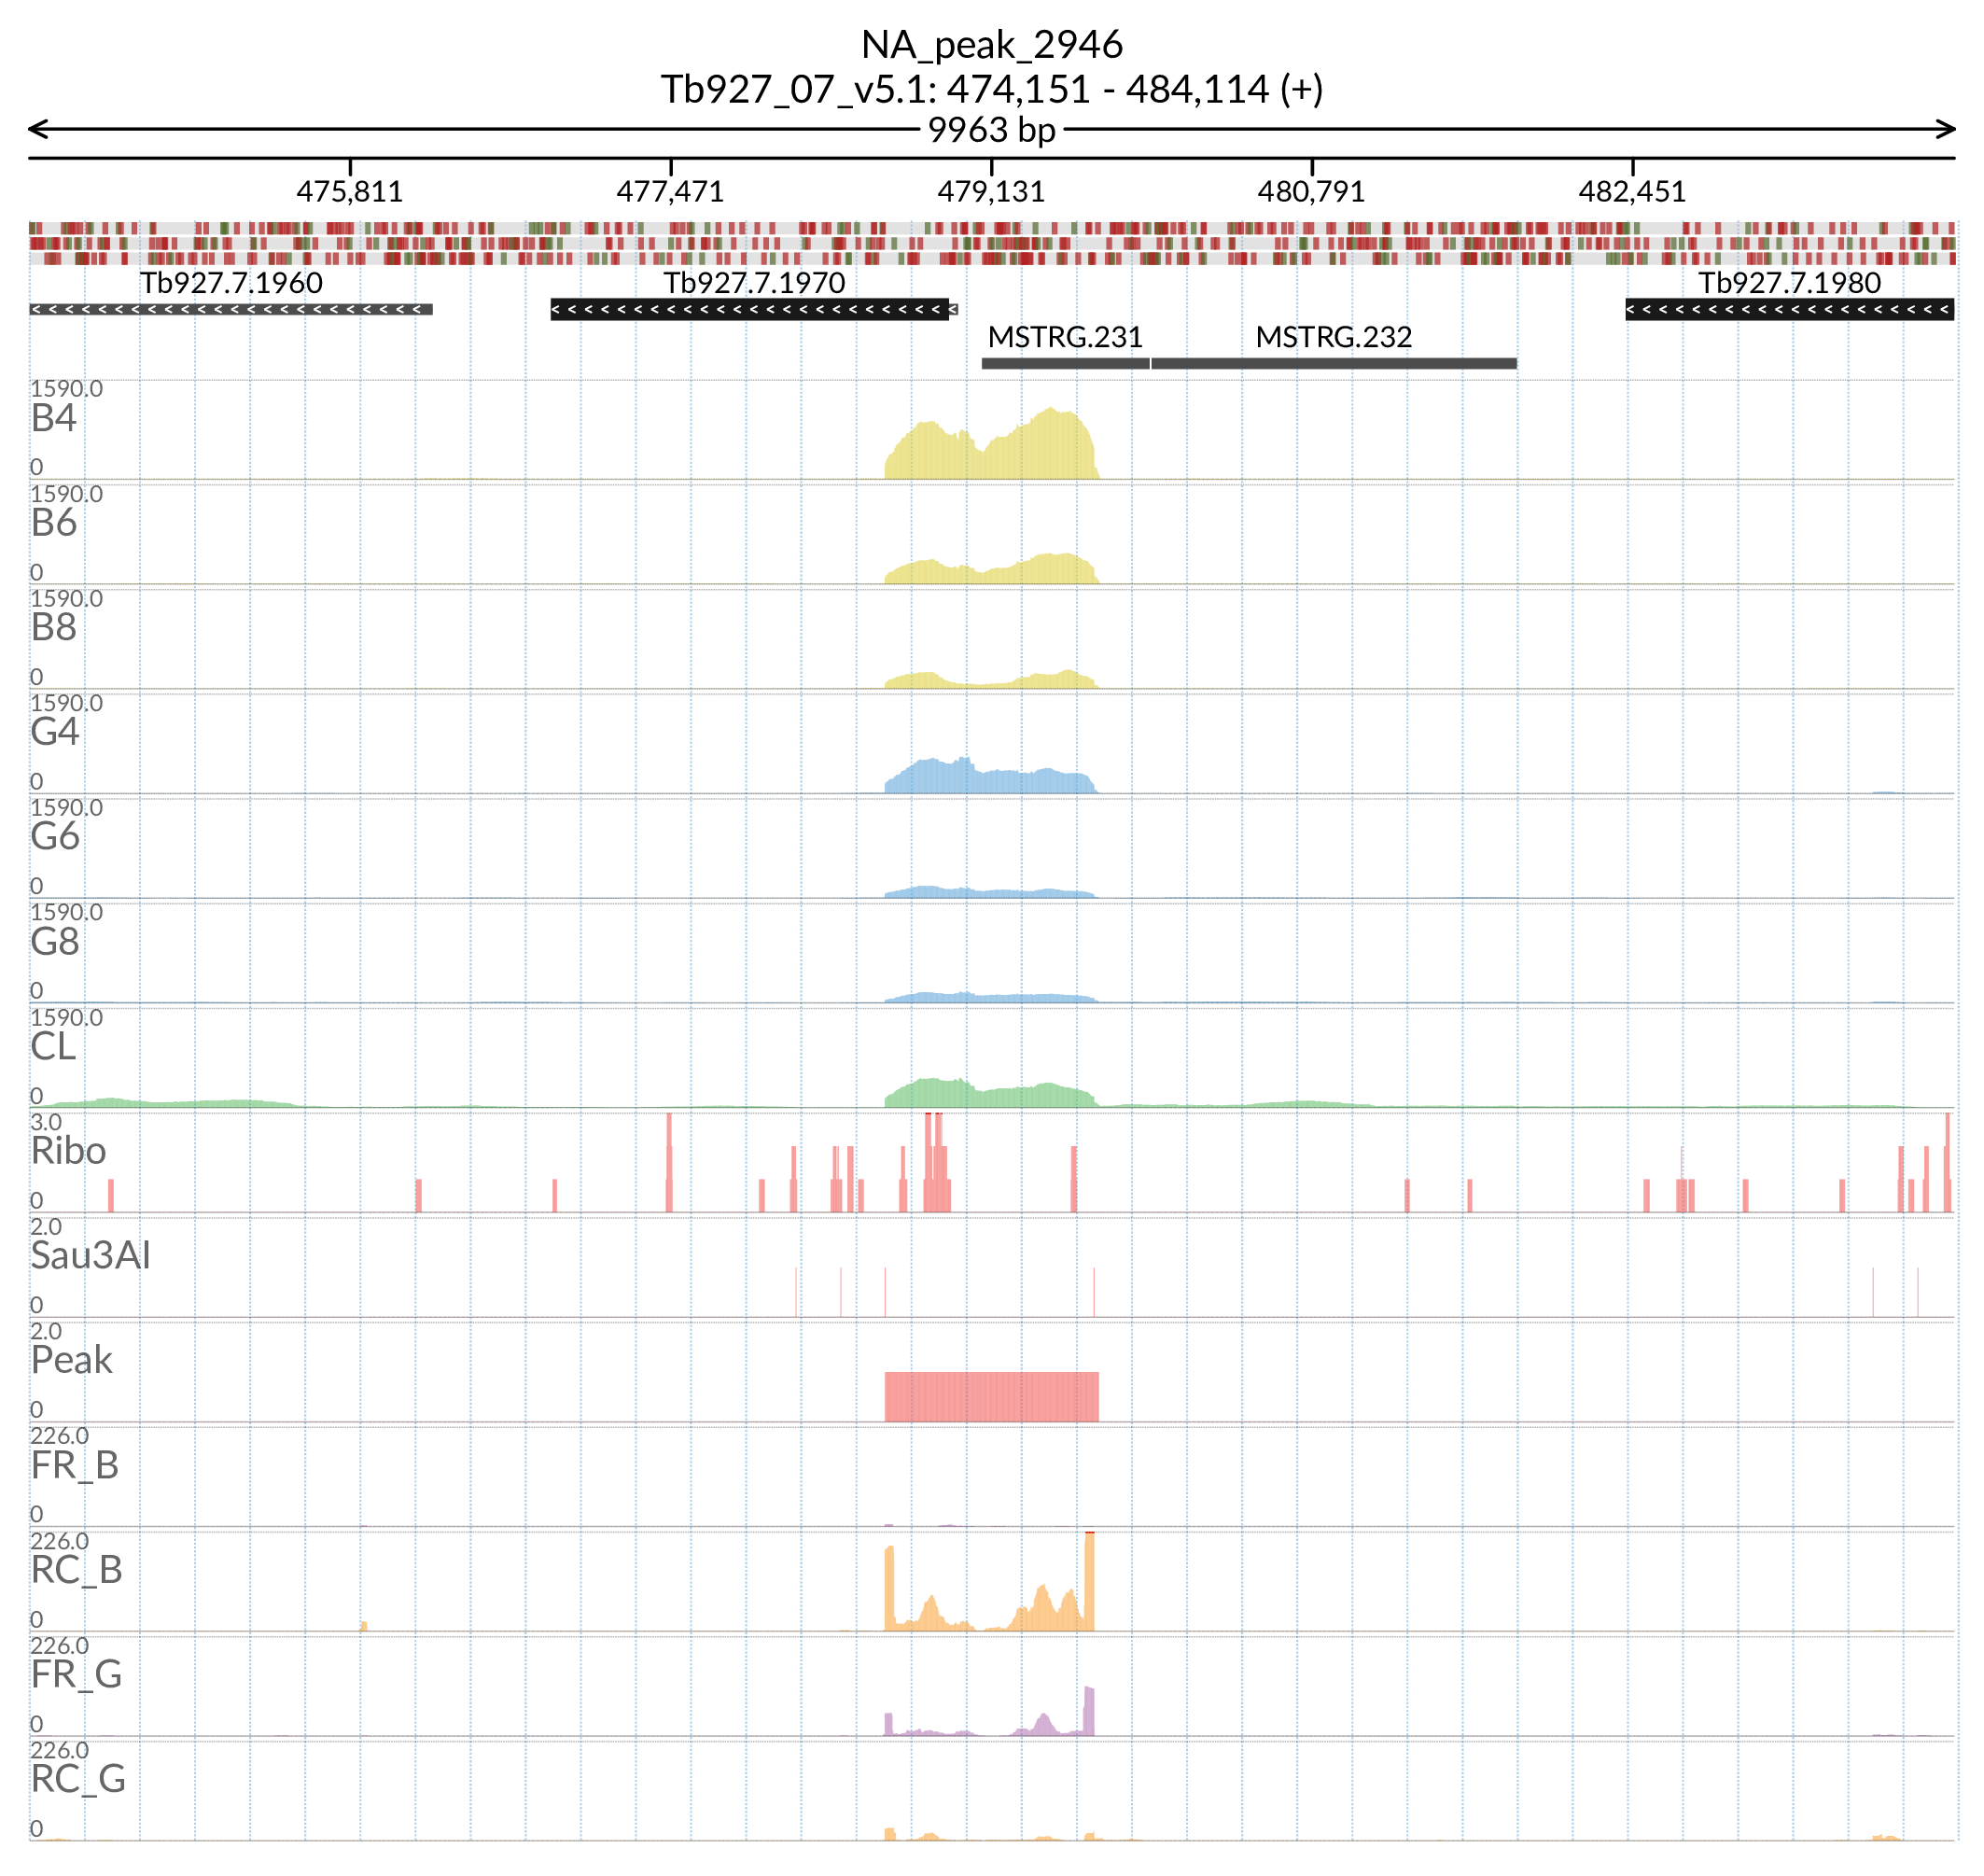 NA_peak_2946
Tb927_07_v5.1: 474,151 - 484,114 (+)
9963 bp
475,811 477,471 479,131 480,791 482,451
Tb927.7.1960 Tb927.7.1970 Tb927.7.1980
MSTRG.231 MSTRG.232
1590.0
B4
0
1590.0
B6
0
1590.0
B8
0
1590.0
G4
0
1590.0
G6
0
1590.0
G8
0
1590.0
CL
0
3.0
Ribo
0
2.0
Sau3AI
0
2.0
Peak
0
226.0
FR_B
0
226.0
RC_B
0
226.0
FR_G
0
226.0
RC_G
0